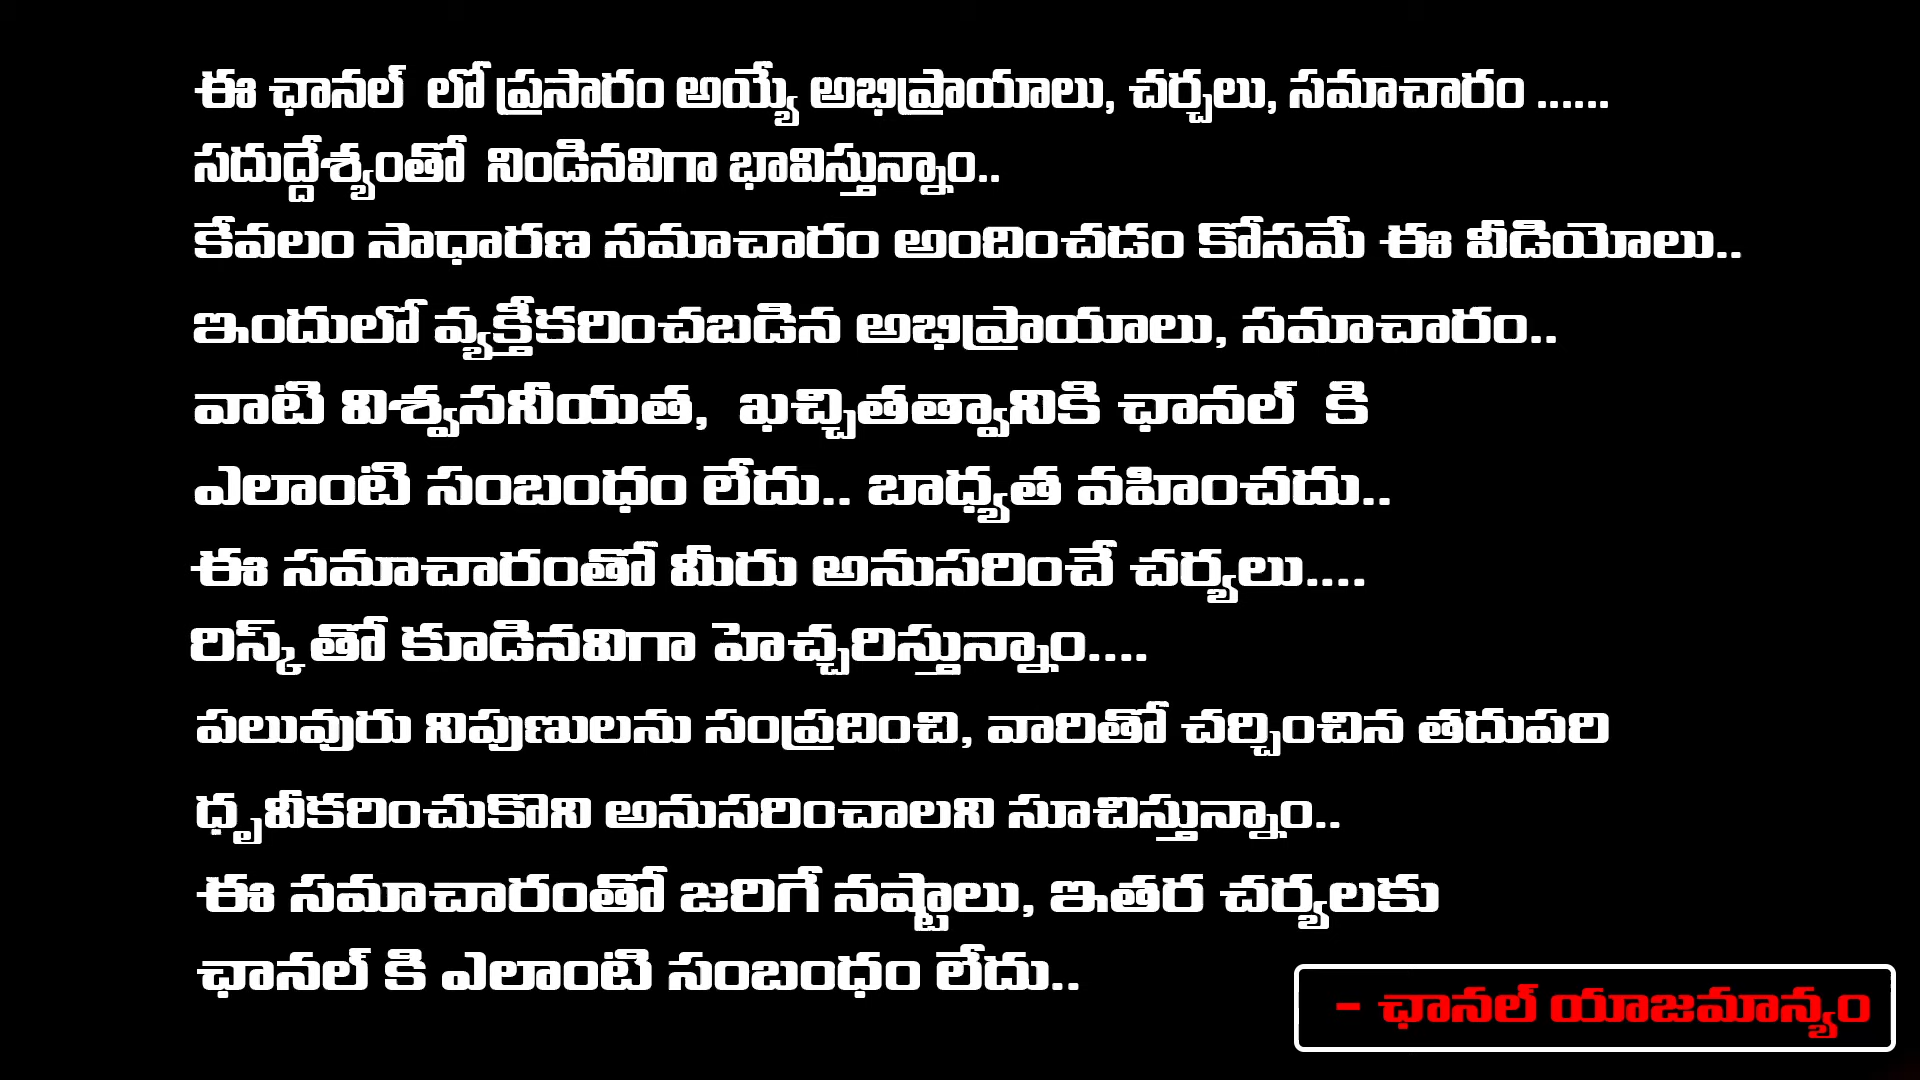 ఈ ఛానల్ లో ప్రసారం అయ్యే అభిప్రాయాలు, చర్చలు, సమాచారం ......
సదుద్దేశ్యంతో నిండినవిగా భావిస్తున్నాం..
కేవలం సాధారణ సమాచారం అందించడం కోసమే ఈ వీడియోలు..
ఇందులో వ్యక్తీకరించబడిన అభిప్రాయాలు, సమాచారం..
వాటి విశ్వసనీయత, ఖచ్చితత్వానికి ఛానల్ కి
ఎలాంటి సంబంధం లేదు.. బాధ్యత వహించదు..
ఈ సమాచారంతో మీరు అనుసరించే చర్యలు....
రిస్క్ తో కూడినవిగా హెచ్చరిస్తున్నాం....
పలువురు నిపుణులను సంప్రదించి, వారితో చర్చించిన తదుపరి
ధృవీకరించుకొని అనుసరించాలని సూచిస్తున్నాం..
ఈ సమాచారంతో జరిగే నష్టాలు, ఇతర చర్యలకు
ఛానల్ కి ఎలాంటి సంబంధం లేదు..
- ఛానల్ యాజమాన్యం